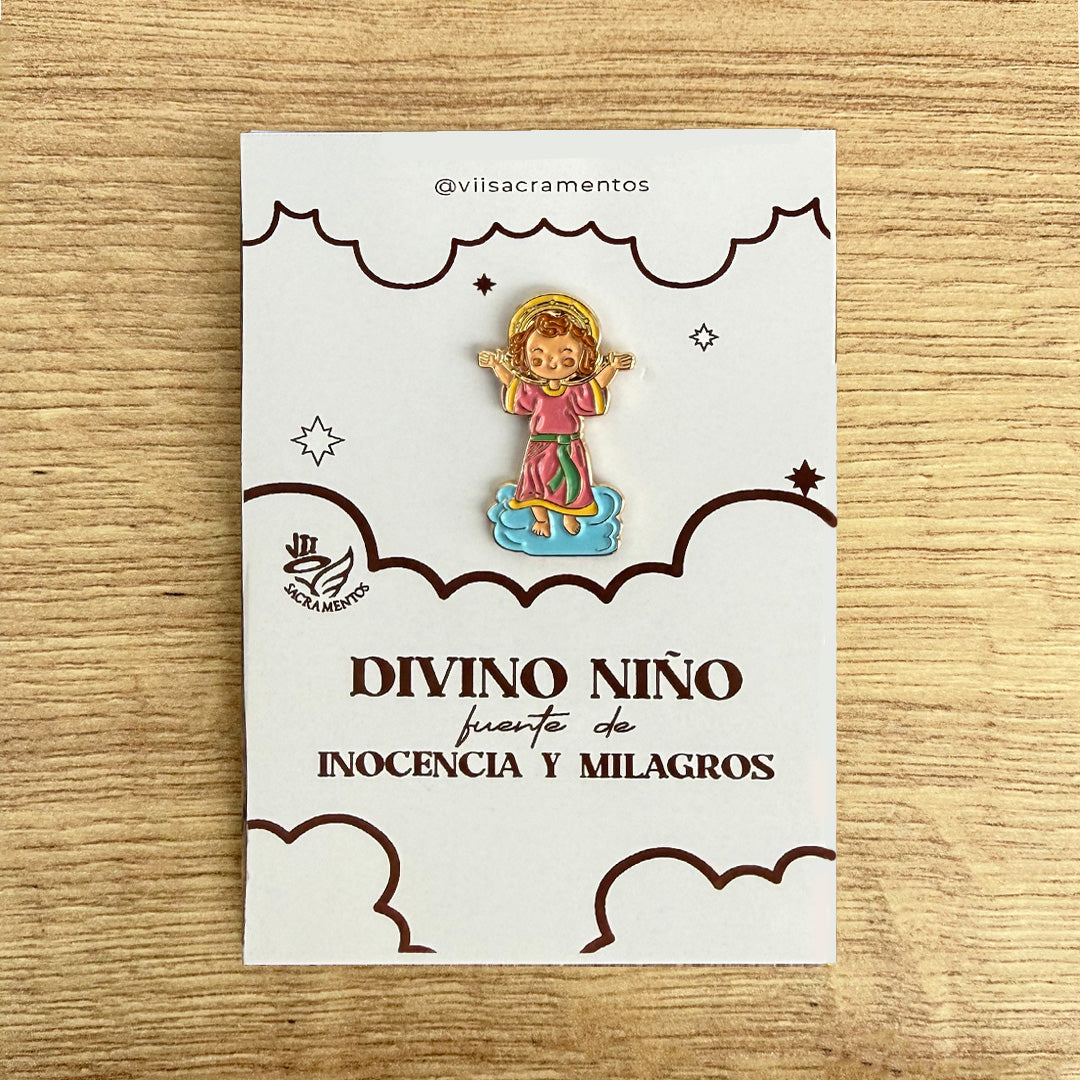 @viisacramentos
VII
SACRAMENTOS
DIVINO NIÑO
fuente de
INOCENCIA Y MILAGROS